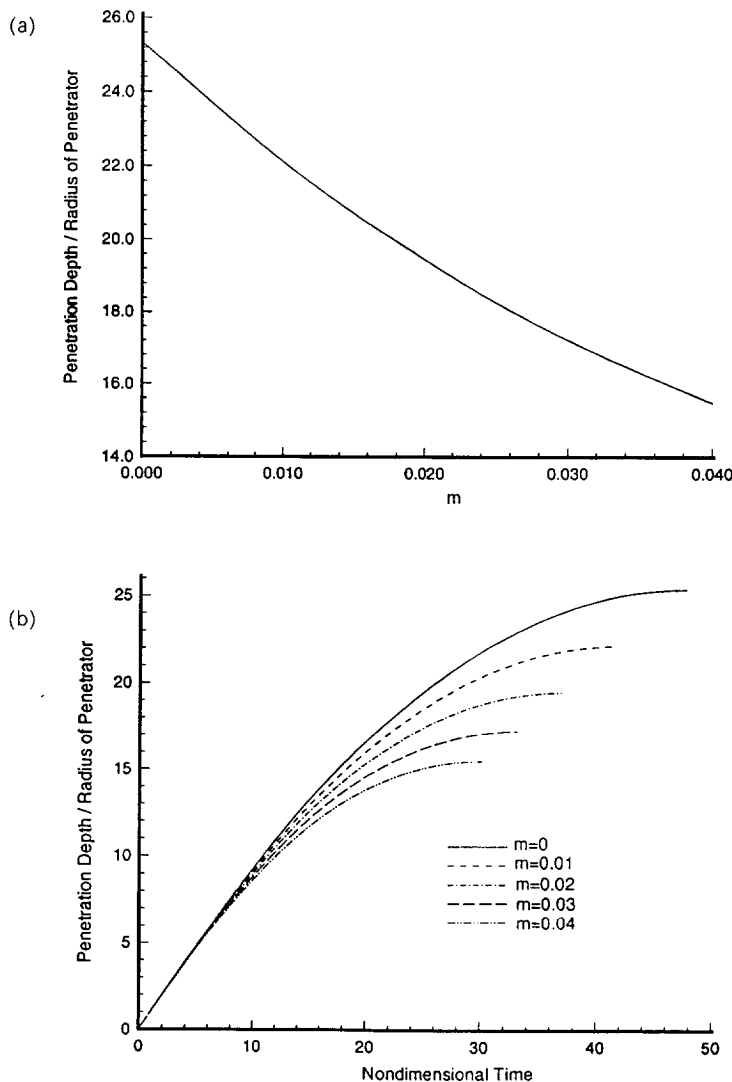 (a)
Penetration Depth / Radius of Penetrator
26.0
24.0
22.0
20.0
18.0
16.0
14.0
0.000
0.010
0.020
0.030
0.040
m
(b)
Penetration Depth / Radius of Penetrator
25
20
15
10
5
0
m=0
m=0.01
m=0.02
m=0.03
m=0.04
0
10
20
30
40
50
Nondimensional Time